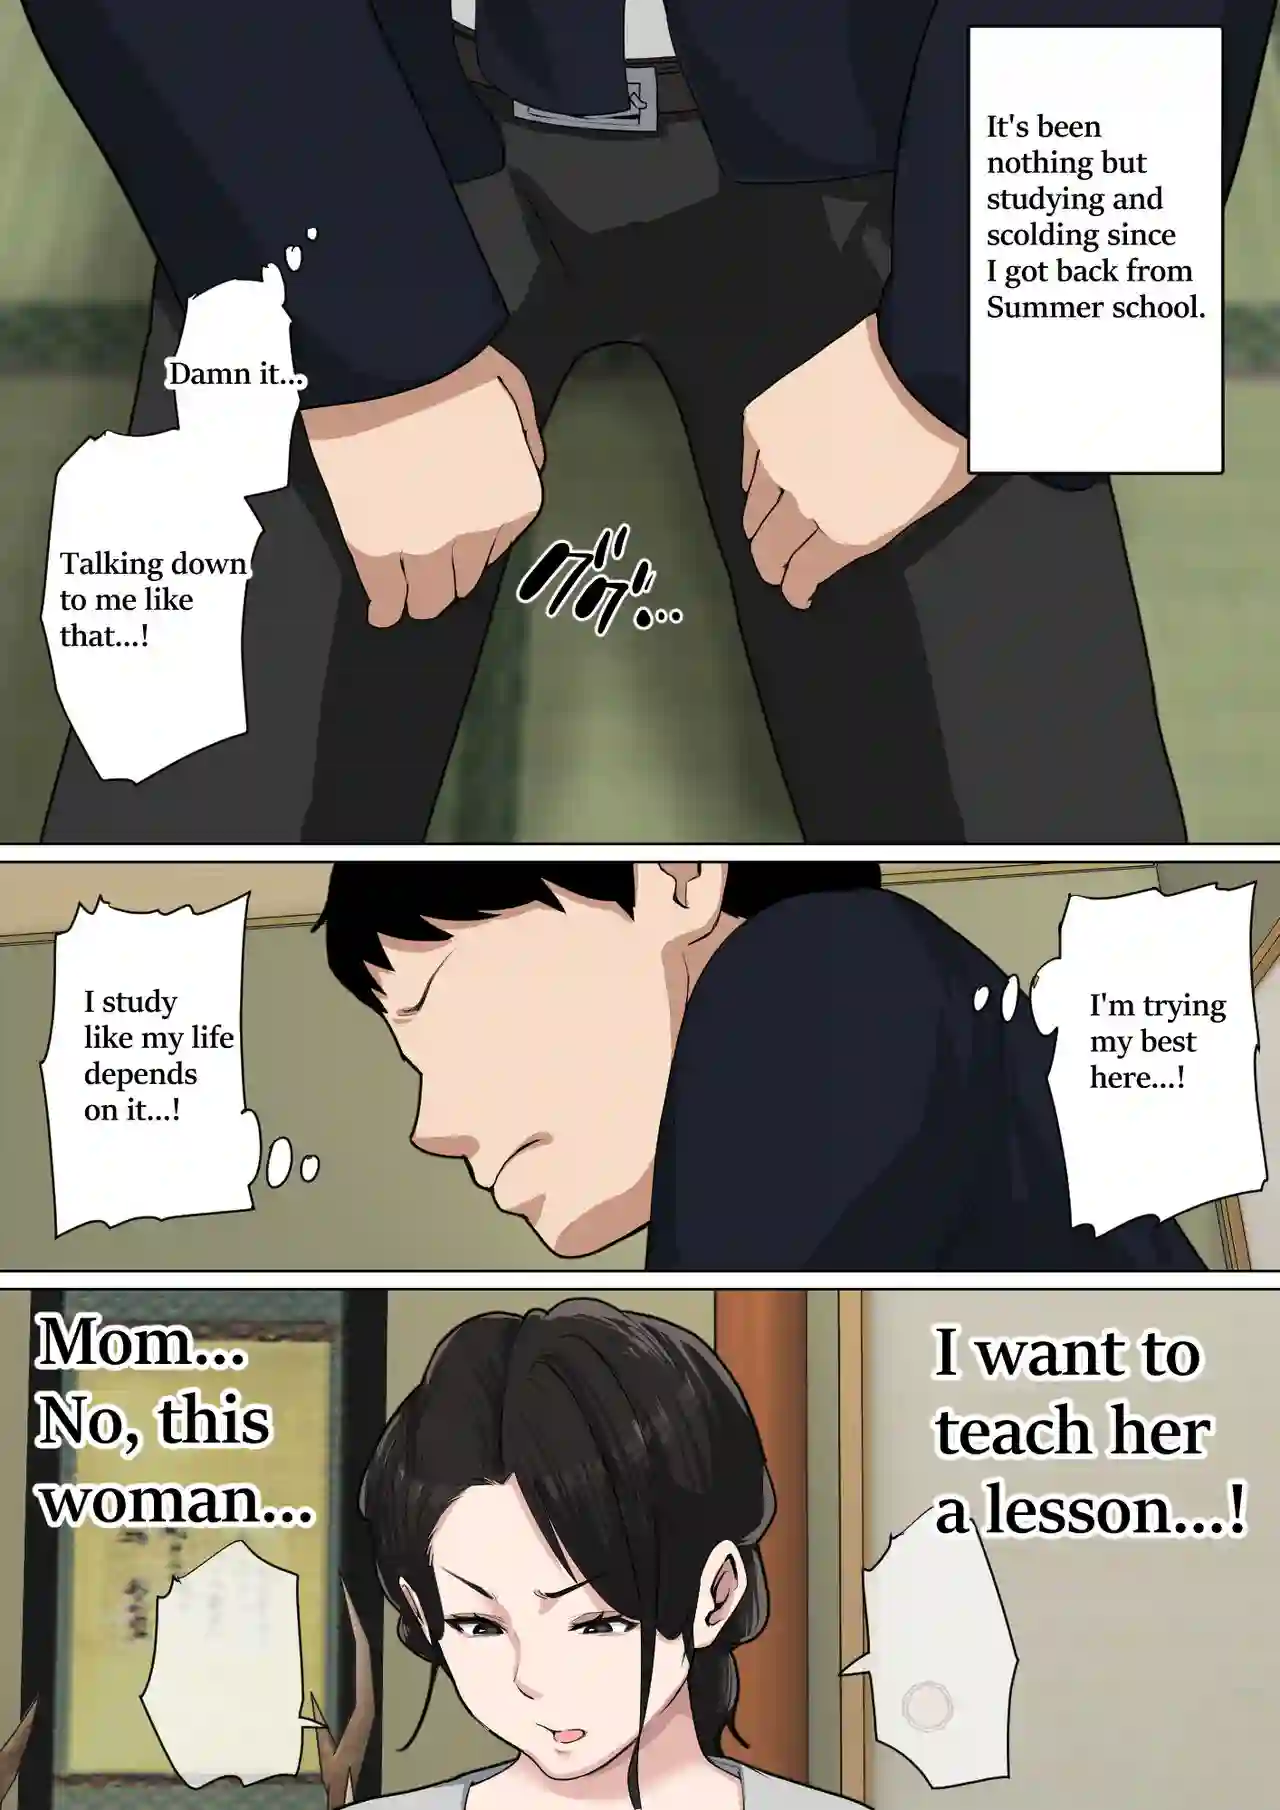 It's been
nothing but
studying and
scolding since
I got back from
Summer school.
Damn it...
Talking down
to me like
that...!
グググ...
I'm trying
my best
here...!
I study
like my life
depends
on it...!
I want to
teach her
a lesson...!
Mom...
No, this
woman...